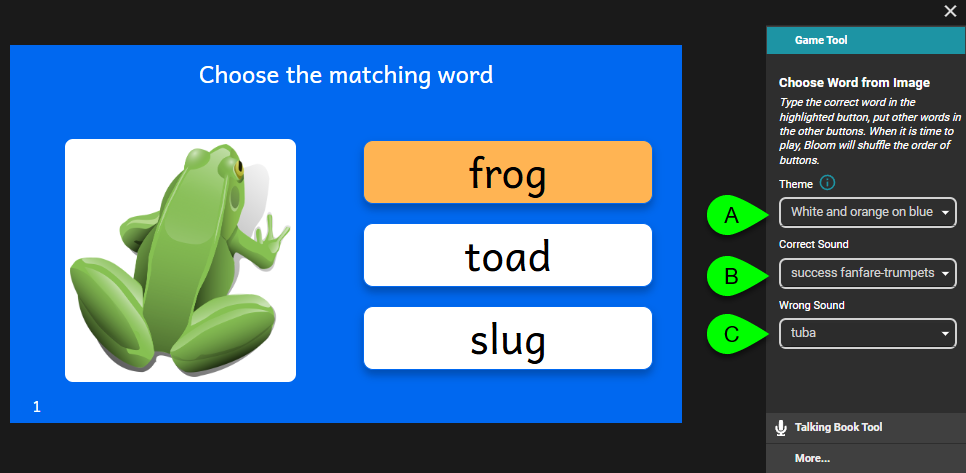 Choose the matching word
frog
toad
slug
1
Game Tool
Choose Word from Image
Type the correct word in the
highlighted button, put other words in
the other buttons. When it is time to
play, Bloom will shuffle the order of
buttons.
Theme
A
White and orange on blue
Correct Sound
B
success fanfare-trumpets
Wrong Sound
C
tuba
Talking Book Tool
More...